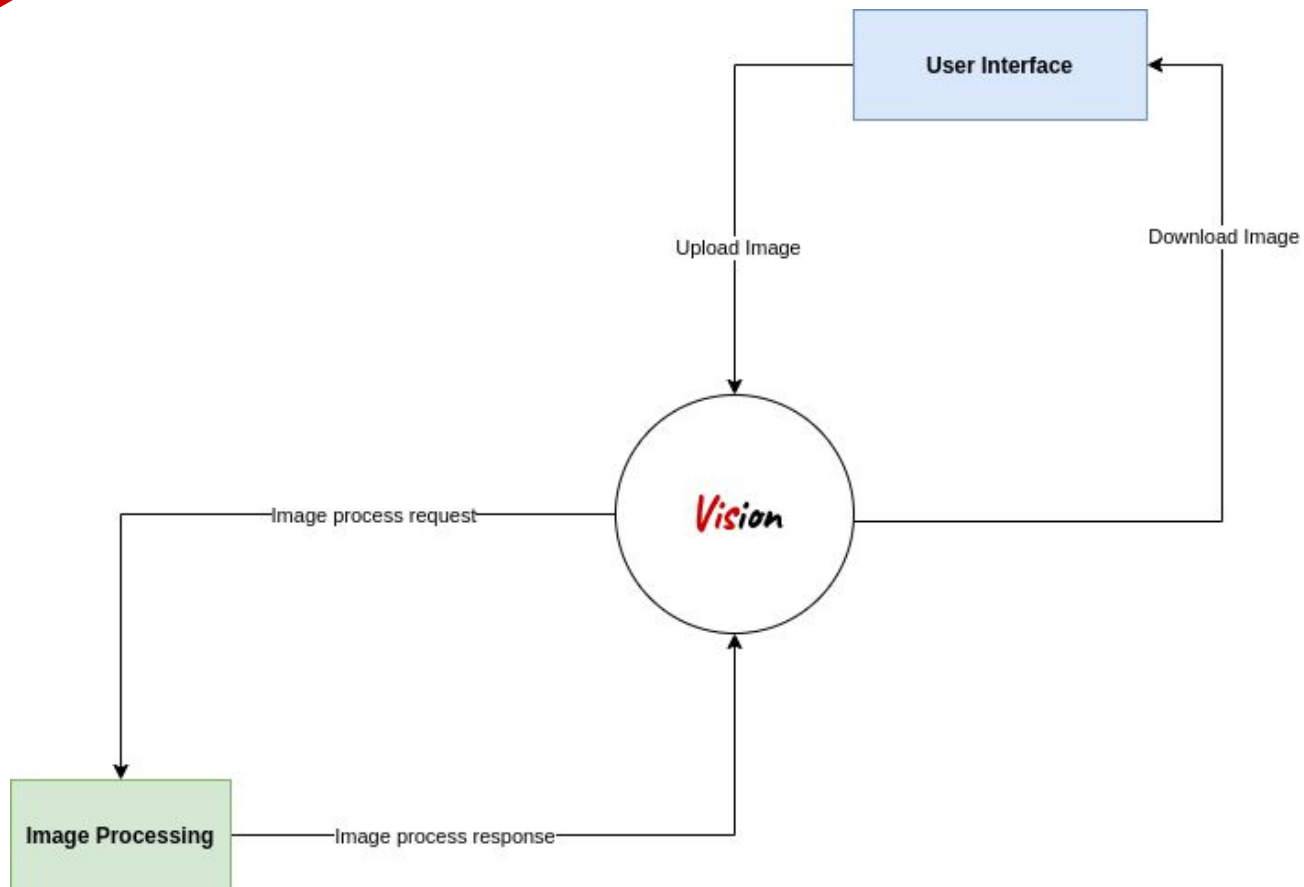 User Interface
Upload Image
Download Image
Image process request
Vision
Image Processing
Image process response